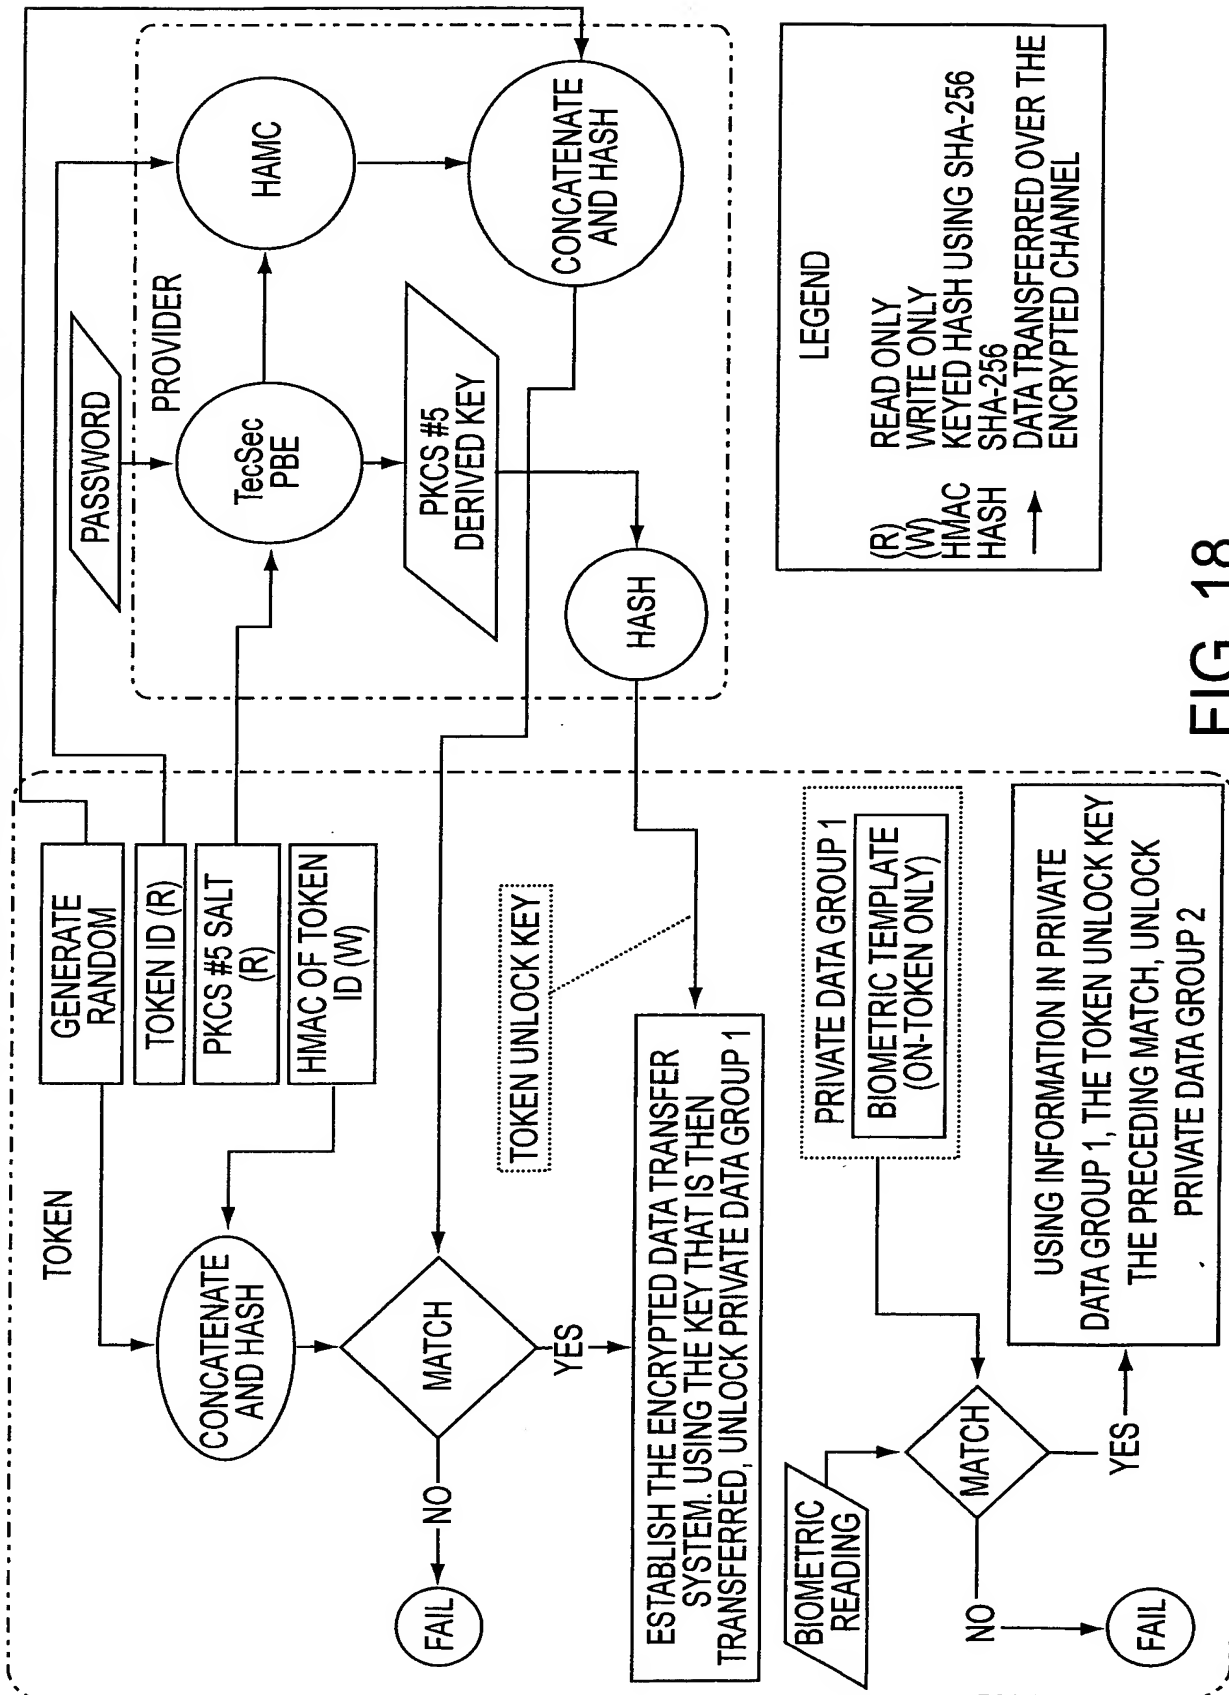 TOKEN
GENERATE
RANDOM
TOKEN ID (R)
PKCS #5 SALT
(R)
HMAC OF TOKEN
ID (W)
CONCATENATE
AND HASH
MATCH
NO
FAIL
YES
TOKEN UNLOCK KEY
ESTABLISH THE ENCRYPTED DATA TRANSFER
SYSTEM. USING THE KEY THAT IS THEN
TRANSFERRED, UNLOCK PRIVATE DATA GROUP 1
PRIVATE DATA GROUP 1
BIOMETRIC TEMPLATE
(ON-TOKEN ONLY)
BIOMETRIC
READING
MATCH
NO
FAIL
YES
USING INFORMATION IN PRIVATE
DATA GROUP 1, THE TOKEN UNLOCK KEY
THE PRECEDING MATCH, UNLOCK
PRIVATE DATA GROUP 2
PASSWORD
PROVIDER
TecSec
PBE
HAMC
PKCS #5
DERIVED KEY
CONCATENATE
AND HASH
HASH
LEGEND
(R) READ ONLY
(W) WRITE ONLY
HMAC KEYED HASH USING SHA-256
HASH SHA-256
DATA TRANSFERRED OVER THE
ENCRYPTED CHANNEL
FIG. 18